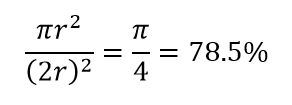 πr²/(2r)² = π/4 = 78.5%